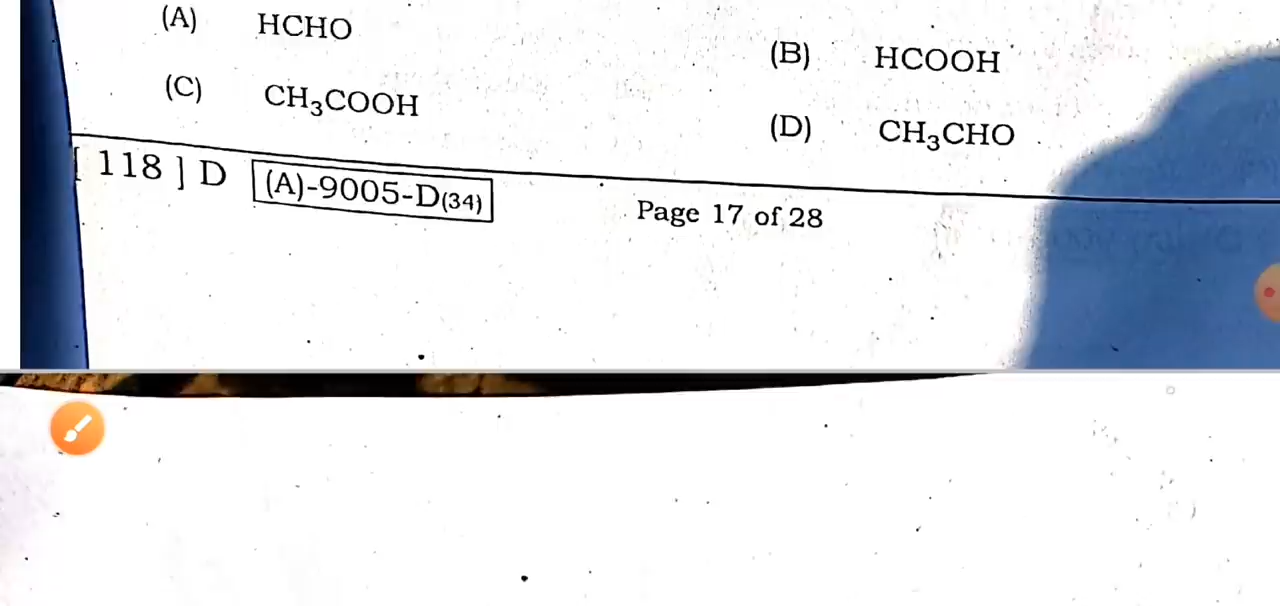 (A) HCHO
(B) HCOOH
(C) CH₃COOH
(D) CH₃CHO
[ 118 ] D (A)-9005-D(34) Page 17 of 28